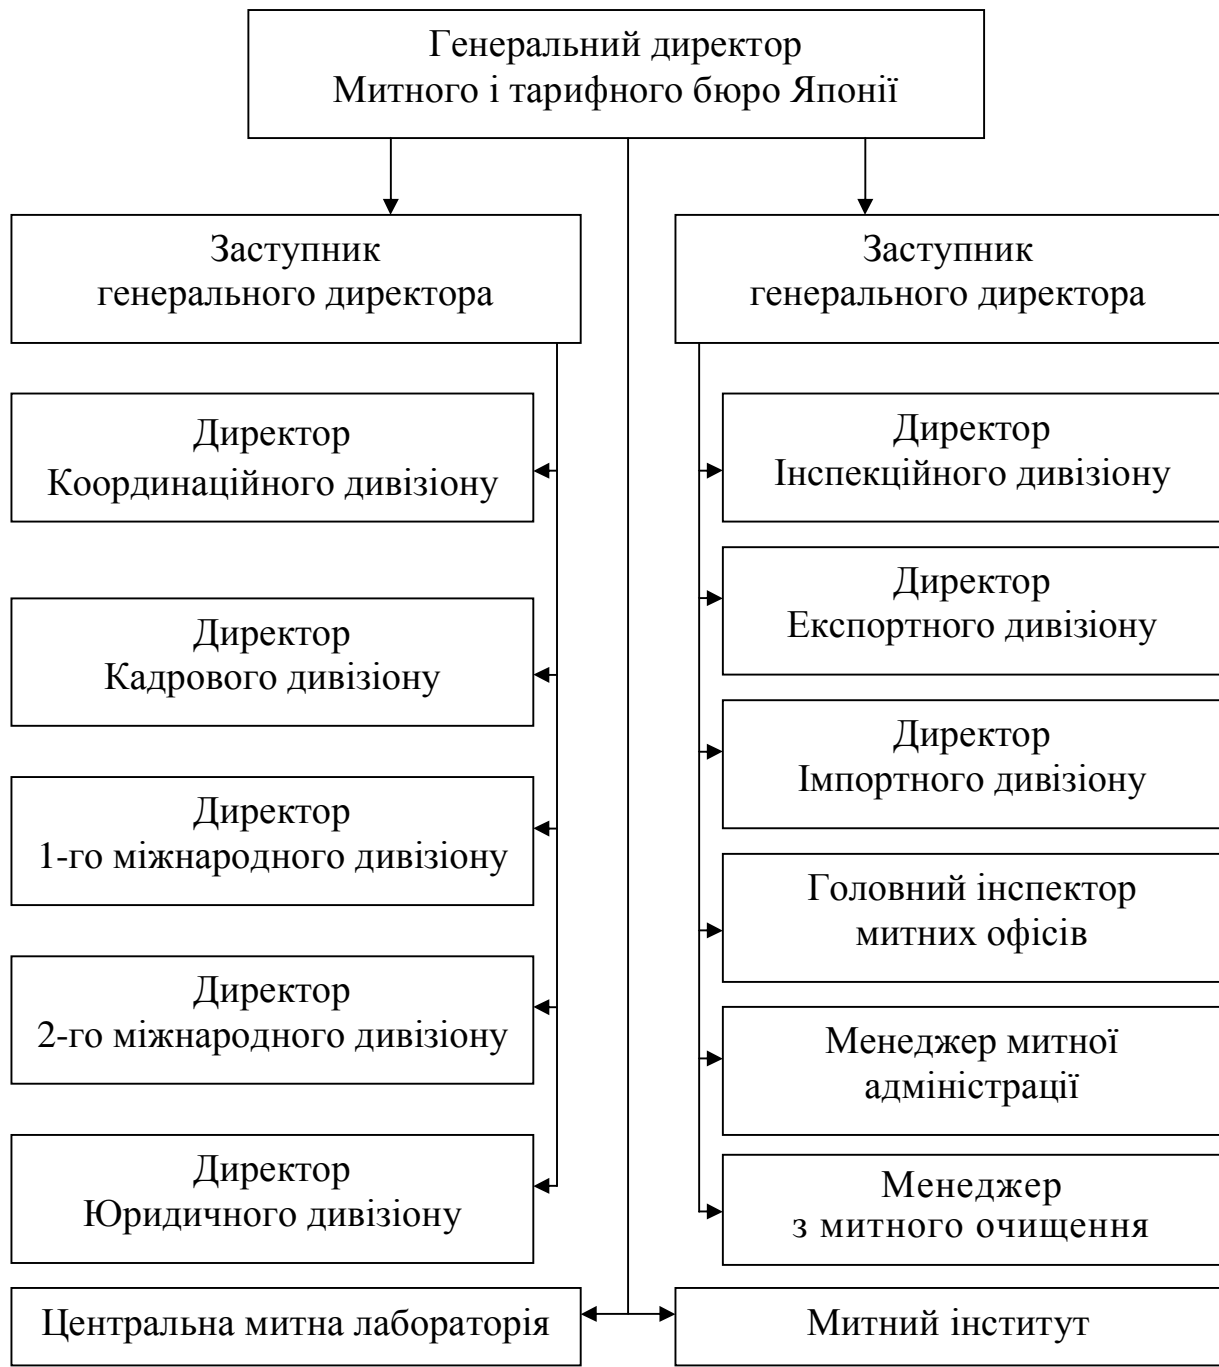 Генеральний директор
Митного і тарифного бюро Японії
Заступник
генерального директора
Заступник
генерального директора
Директор
Координаційного дивізіону
Директор
Кадрового дивізіону
Директор
1-го міжнародного дивізіону
Директор
2-го міжнародного дивізіону
Директор
Юридичного дивізіону
Директор
Інспекційного дивізіону
Директор
Експортного дивізіону
Директор
Імпортного дивізіону
Головний інспектор
митних офісів
Менеджер митної
адміністрації
Менеджер
з митного очищення
Центральна митна лабораторія
Митний інститут